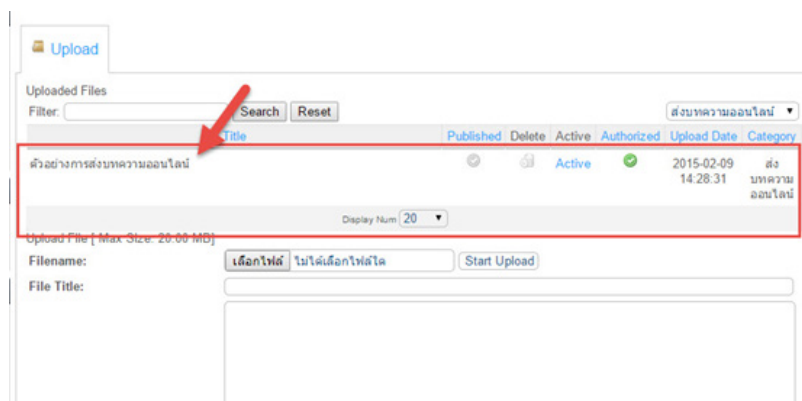 Upload
Uploaded Files
Filter: Search Reset ส่งบทความออนไลน์
Title Published Delete Active Authorized Upload Date Category
ตัวอย่างการส่งบทความออนไลน์ Active 2015-02-09 14:28:31 ส่งบทความออนไลน์
Display Num 20
Upload File [ Max Size: 20.00 MB]
Filename: เลือกไฟล์ ไม่ได้เลือกไฟล์ใด Start Upload
File Title: